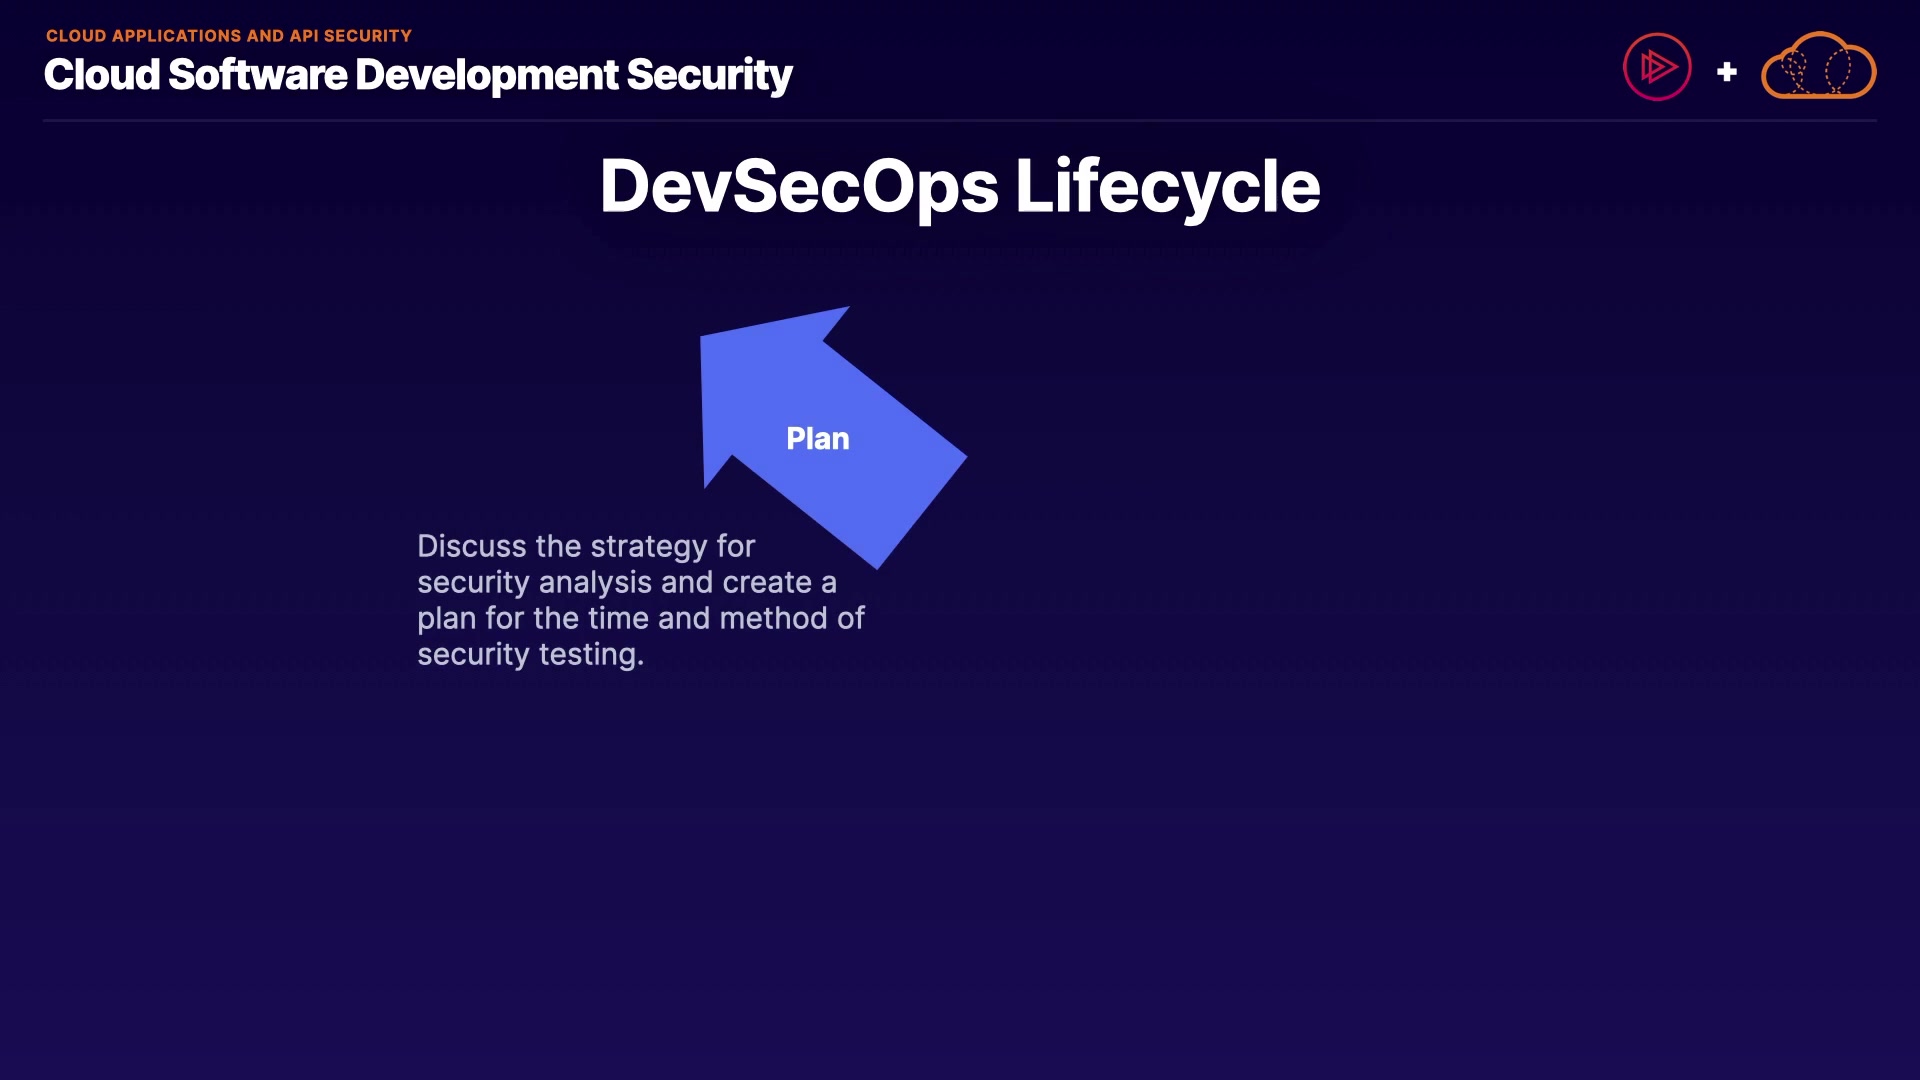 CLOUD APPLICATIONS AND API SECURITY
Cloud Software Development Security
DevSecOps Lifecycle
Plan
Discuss the strategy for
security analysis and create a
plan for the time and method of
security testing.